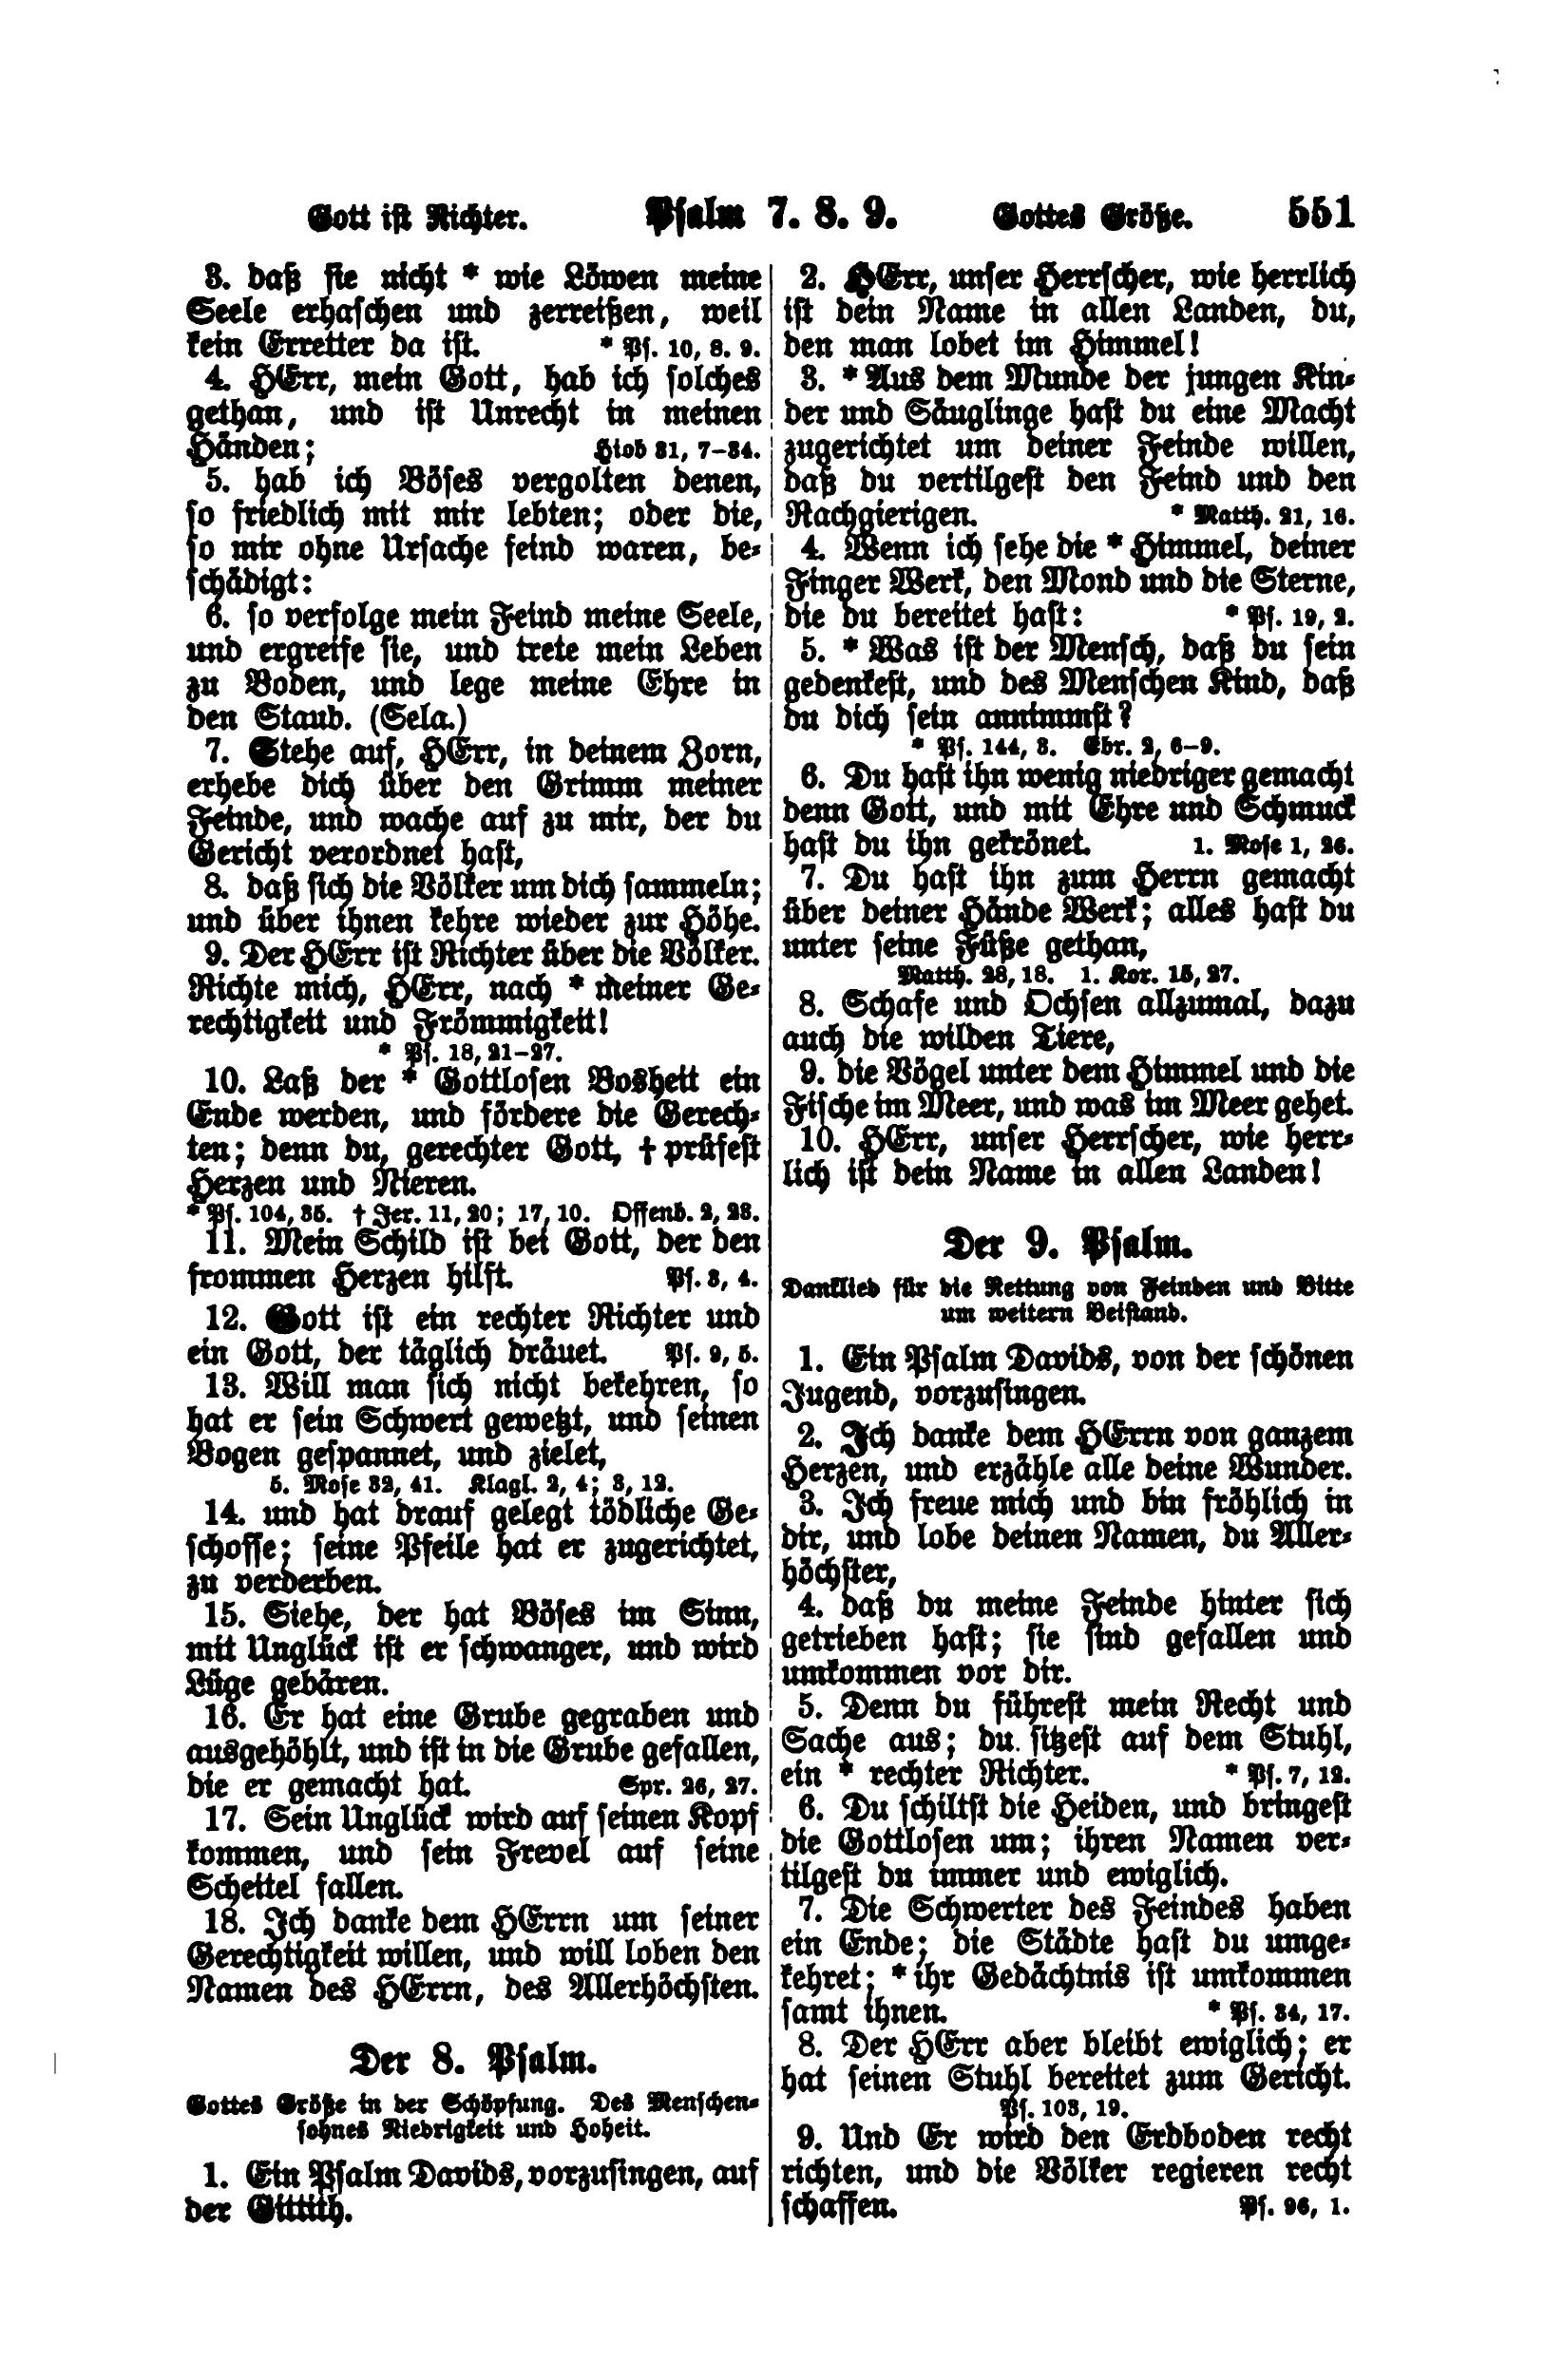 Gott ist Richter. Psalm 7. 8. 9. Gottes Größe. 551
3. daß sie nicht * wie Löwen meine
Seele erhaschen und zerreißen, weil
kein Erretter da ist. * Ps. 10, 8. 9.
4. HErr, mein Gott, hab ich solches
gethan, und ist Unrecht in meinen
Händen; Hiob 31, 7–34.
5. hab ich Böses vergolten denen,
so friedlich mit mir lebten; oder die,
so mir ohne Ursache feind waren, be-
schädigt:
6. so verfolge mein Feind meine Seele,
und ergreife sie, und trete mein Leben
zu Boden, und lege meine Ehre in
den Staub. (Sela.)
7. Stehe auf, HErr, in deinem Zorn,
erhebe dich über den Grimm meiner
Feinde, und wache auf zu mir, der du
Gericht verordnet hast,
8. daß sich die Völker um dich sammeln;
und über ihnen kehre wieder zur Höhe.
9. Der HErr ist Richter über die Völker.
Richte mich, HErr, nach * meiner Ge-
rechtigkeit und Frömmigkeit!
* Ps. 18, 21–27.
10. Laß der * Gottlosen Bosheit ein
Ende werden, und fördere die Gerech-
ten; denn du, gerechter Gott, † prüfest
Herzen und Nieren.
* Ps. 104, 35. † Jer. 11, 20; 17, 10. Offenb. 2, 23.
11. Mein Schild ist bei Gott, der den
frommen Herzen hilft. Ps. 3, 4.
12. Gott ist ein rechter Richter und
ein Gott, der täglich dräuet. Ps. 9, 5.
13. Will man sich nicht bekehren, so
hat er sein Schwert gewetzt, und seinen
Bogen gespannet, und zielet,
5. Mose 32, 41. Klagl. 2, 4; 3, 12.
14. und hat drauf gelegt tödliche Ge-
schosse; seine Pfeile hat er zugerichtet,
zu verderben.
15. Siehe, der hat Böses im Sinn,
mit Unglück ist er schwanger, und wird
Lüge gebären.
16. Er hat eine Grube gegraben und
ausgehöhlt, und ist in die Grube gefallen,
die er gemacht hat. Spr. 26, 27.
17. Sein Unglück wird auf seinen Kopf
kommen, und sein Frevel auf seine
Scheitel fallen.
18. Ich danke dem HErrn um seiner
Gerechtigkeit willen, und will loben den
Namen des HErrn, des Allerhöchsten.
Der 8. Psalm.
Gottes Größe in der Schöpfung. Des Menschen-
sohnes Niedrigkeit und Hoheit.
1. Ein Psalm Davids, vorzusingen, auf
der Gittith.
2. HErr, unser Herrscher, wie herrlich
ist dein Name in allen Landen, du,
den man lobet im Himmel!
3. * Aus dem Munde der jungen Kin-
der und Säuglinge hast du eine Macht
zugerichtet um deiner Feinde willen,
daß du vertilgest den Feind und den
Rachgierigen. * Matth. 21, 16.
4. Wenn ich sehe die * Himmel, deiner
Finger Werk, den Mond und die Sterne,
die du bereitet hast: * Ps. 19, 2.
5. * Was ist der Mensch, daß du sein
gedenkest, und des Menschen Kind, daß
du dich sein annimmst?
* Ps. 144, 3. Ebr. 2, 6–9.
6. Du hast ihn wenig niedriger gemacht
denn Gott, und mit Ehre und Schmuck
hast du ihn gekrönet. 1. Mose 1, 26.
7. Du hast ihn zum Herrn gemacht
über deiner Hände Werk; alles hast du
unter seine Füße gethan,
Matth. 28, 18. 1. Kor. 15, 27.
8. Schafe und Ochsen allzumal, dazu
auch die wilden Tiere,
9. die Vögel unter dem Himmel und die
Fische im Meer, und was im Meer gehet.
10. HErr, unser Herrscher, wie herr-
lich ist dein Name in allen Landen!
Der 9. Psalm.
Danklied für die Rettung von Feinden und Bitte
um weitern Beistand.
1. Ein Psalm Davids, von der schönen
Jugend, vorzusingen.
2. Ich danke dem HErrn von ganzem
Herzen, und erzähle alle deine Wunder.
3. Ich freue mich und bin fröhlich in
dir, und lobe deinen Namen, du Aller-
höchster,
4. daß du meine Feinde hinter sich
getrieben hast; sie sind gefallen und
umkommen vor dir.
5. Denn du führest mein Recht und
Sache aus; du sitzest auf dem Stuhl,
ein * rechter Richter. * Ps. 7, 12.
6. Du schiltst die Heiden, und bringest
die Gottlosen um; ihren Namen ver-
tilgest du immer und ewiglich.
7. Die Schwerter des Feindes haben
ein Ende; die Städte hast du umge-
kehret; * ihr Gedächtnis ist umkommen
samt ihnen. * Ps. 34, 17.
8. Der HErr aber bleibt ewiglich; er
hat seinen Stuhl bereitet zum Gericht.
Ps. 103, 19.
9. Und Er wird den Erdboden recht
richten, und die Völker regieren recht
schaffen. Ps. 96, 1.